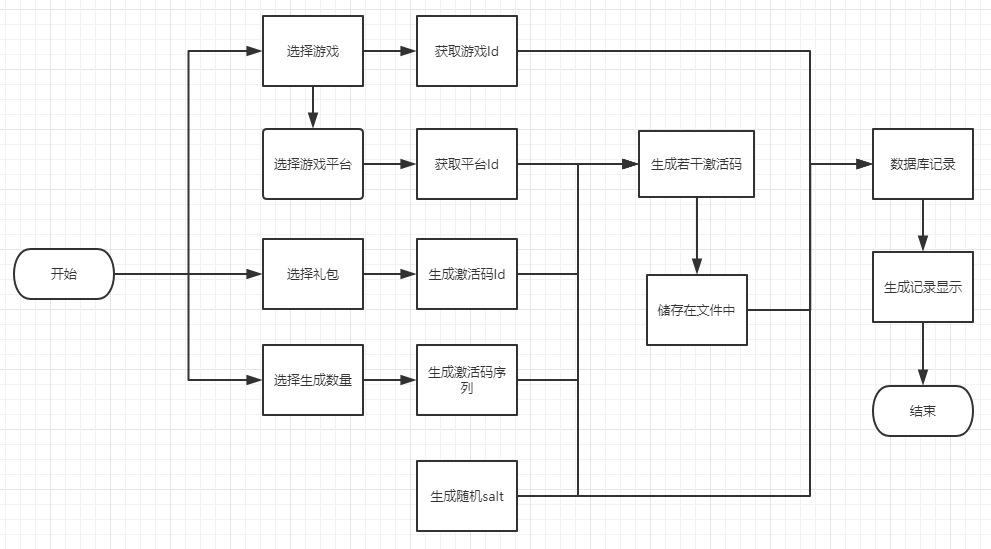 选择游戏
获取游戏Id
选择游戏平台
获取平台Id
生成若干激活码
数据库记录
开始
选择礼包
生成激活码Id
储存在文件中
生成记录显示
选择生成数量
生成激活码序
列
结束
生成随机salt